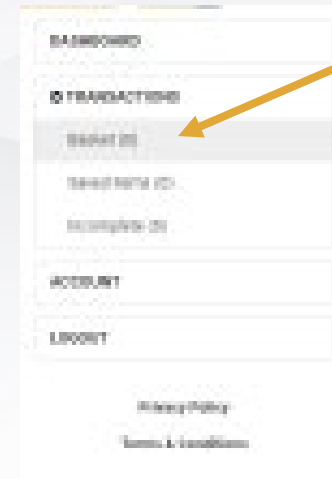 DASHBOARD
TRANSACTIONS
Basket
Saved Items
Incomplete
ACCOUNT
LOGOUT
Privacy Policy
Terms & Conditions